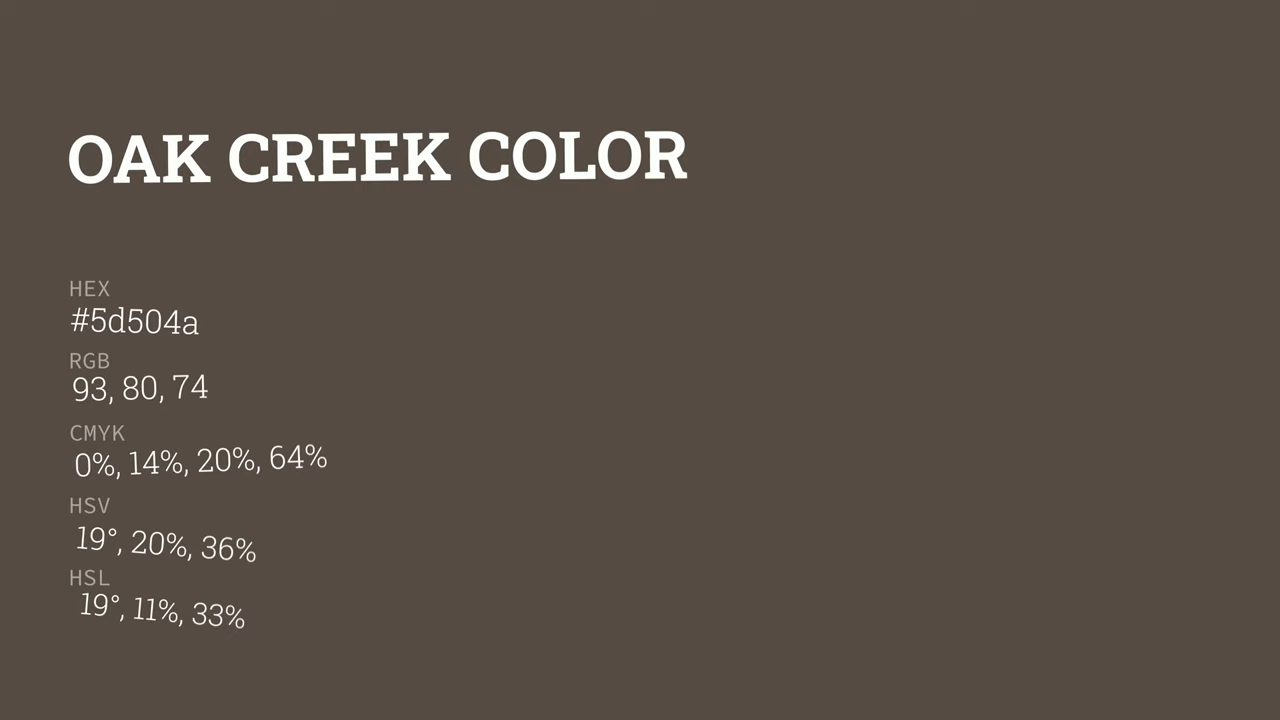 OAK CREEK COLOR
HEX
#5d504a
RGB
93, 80, 74
CMYK
0%, 14%, 20%, 64%
HSV
19°, 20%, 36%
HSL
19°, 11%, 33%